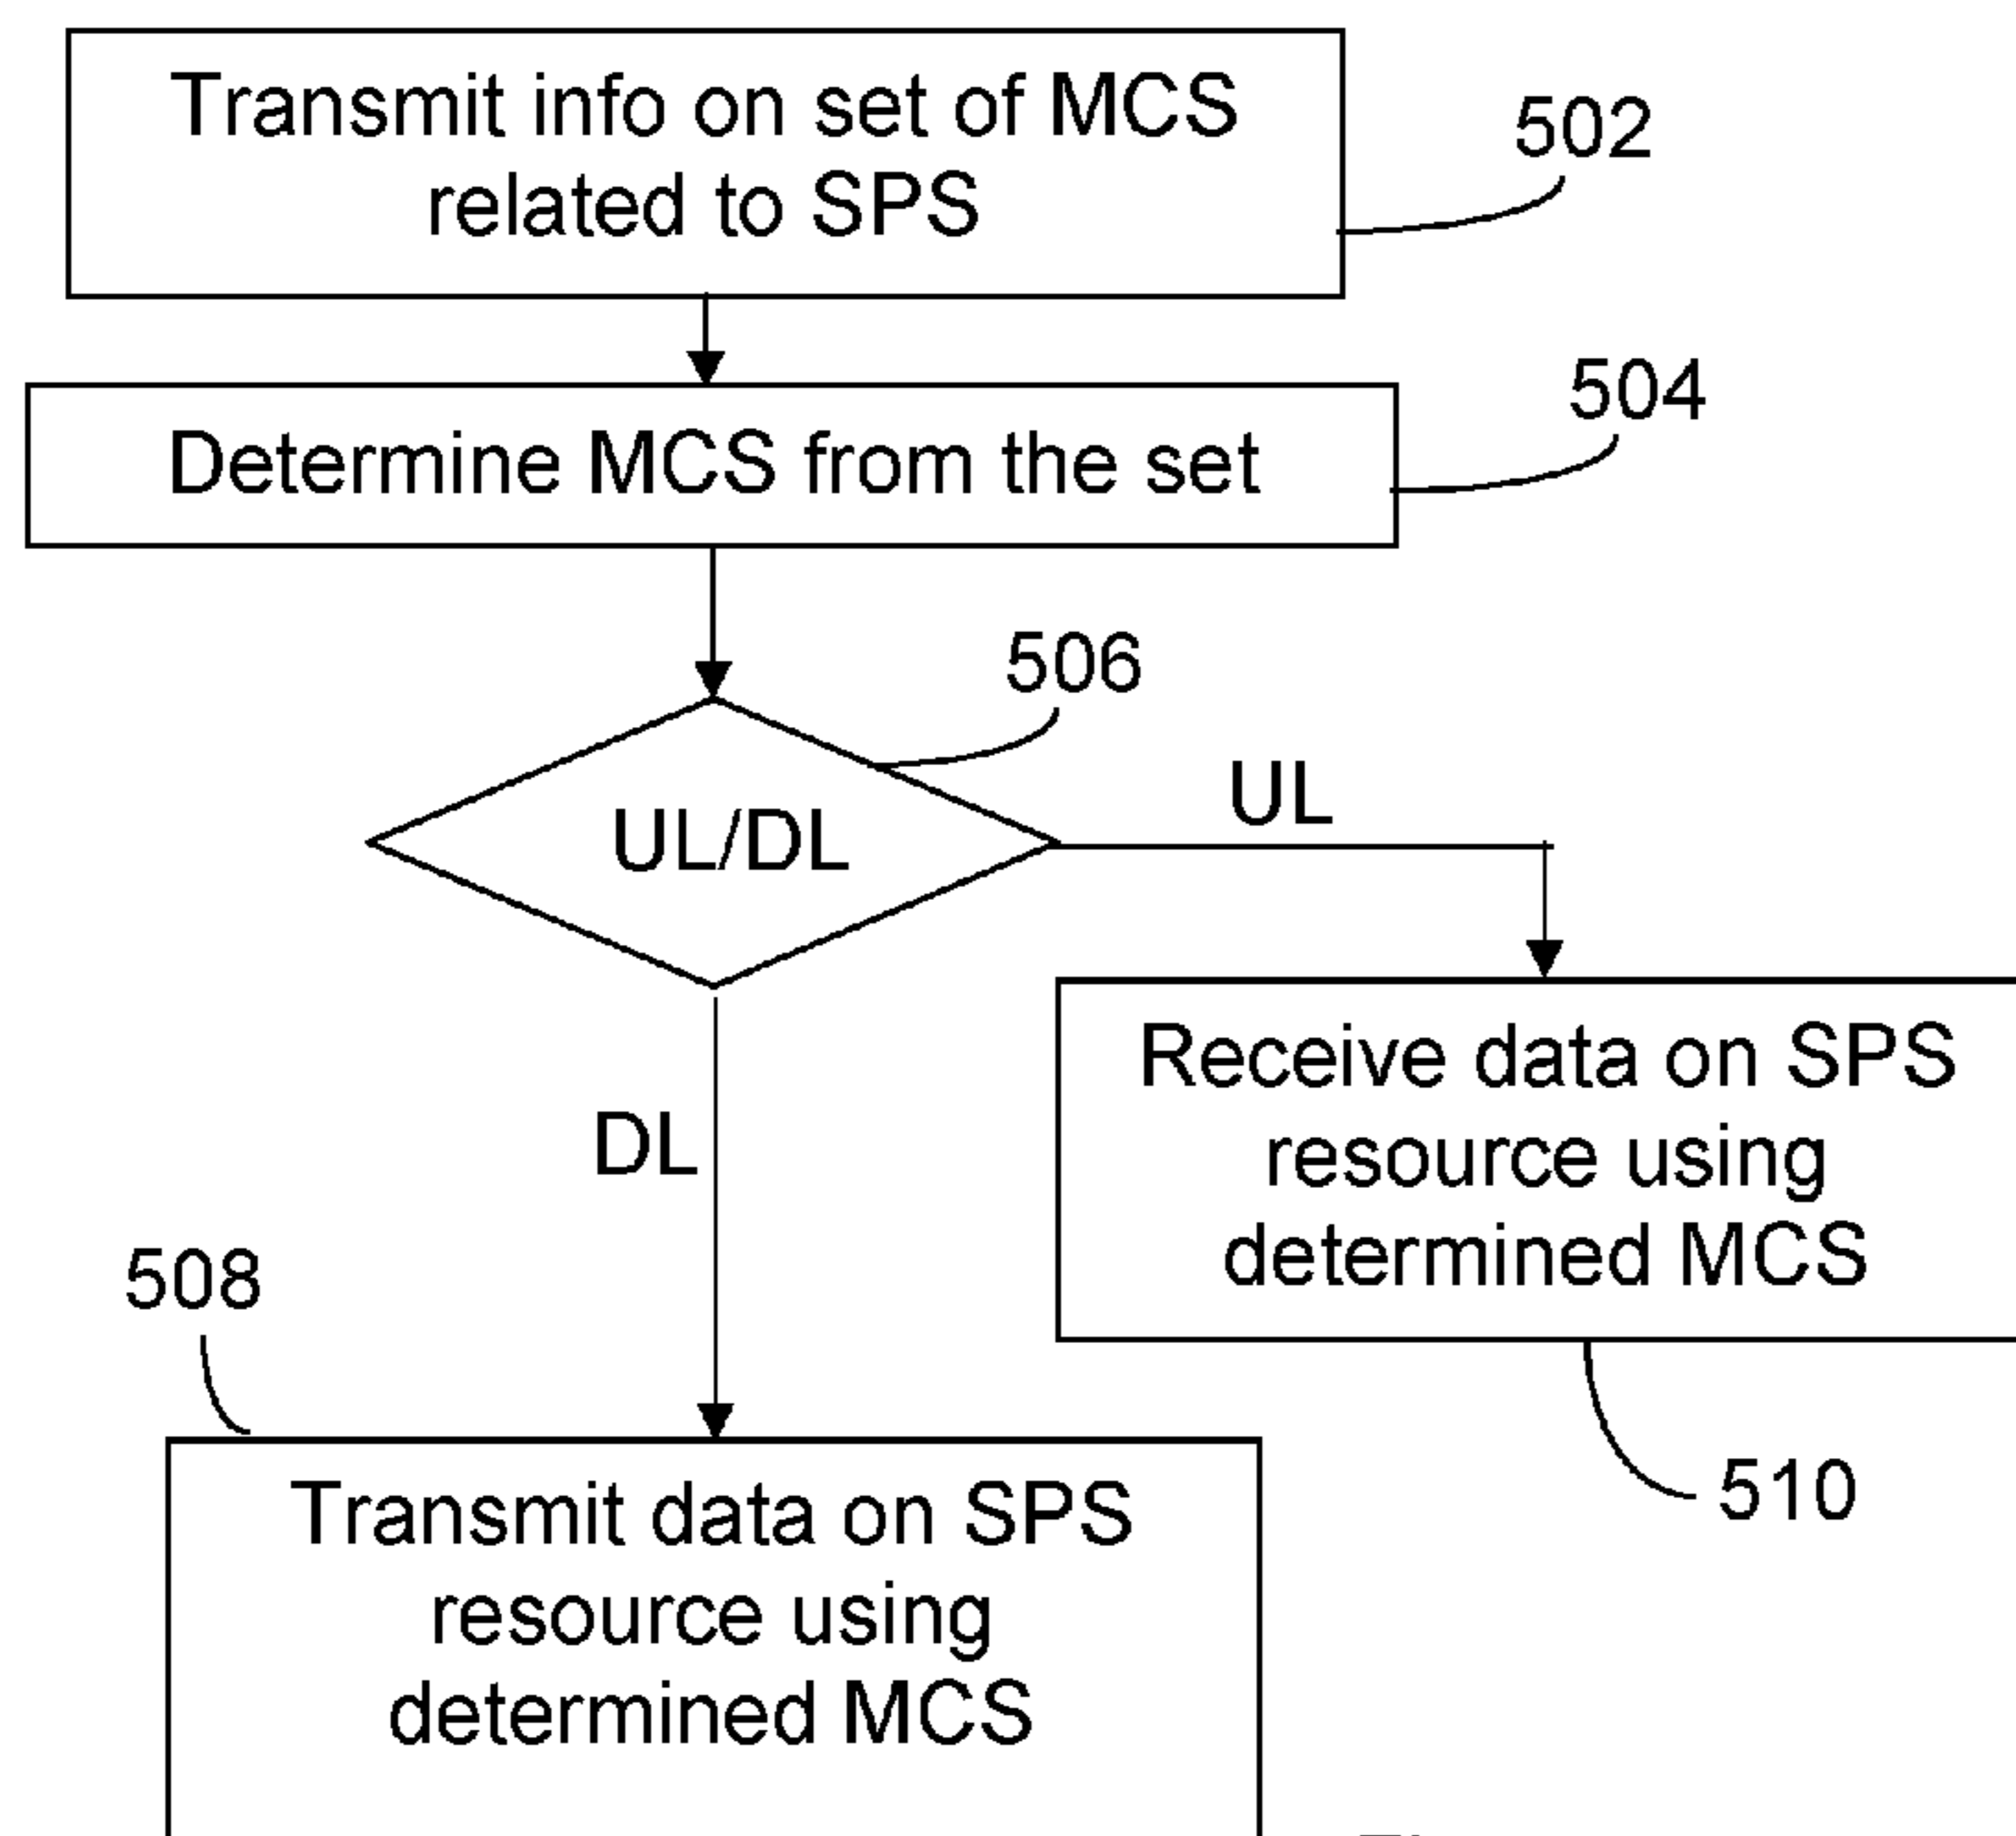 Transmit info on set of MCS
related to SPS
502
Determine MCS from the set
504
506
UL/DL
UL
DL
Receive data on SPS
resource using
determined MCS
510
508
Transmit data on SPS
resource using
determined MCS